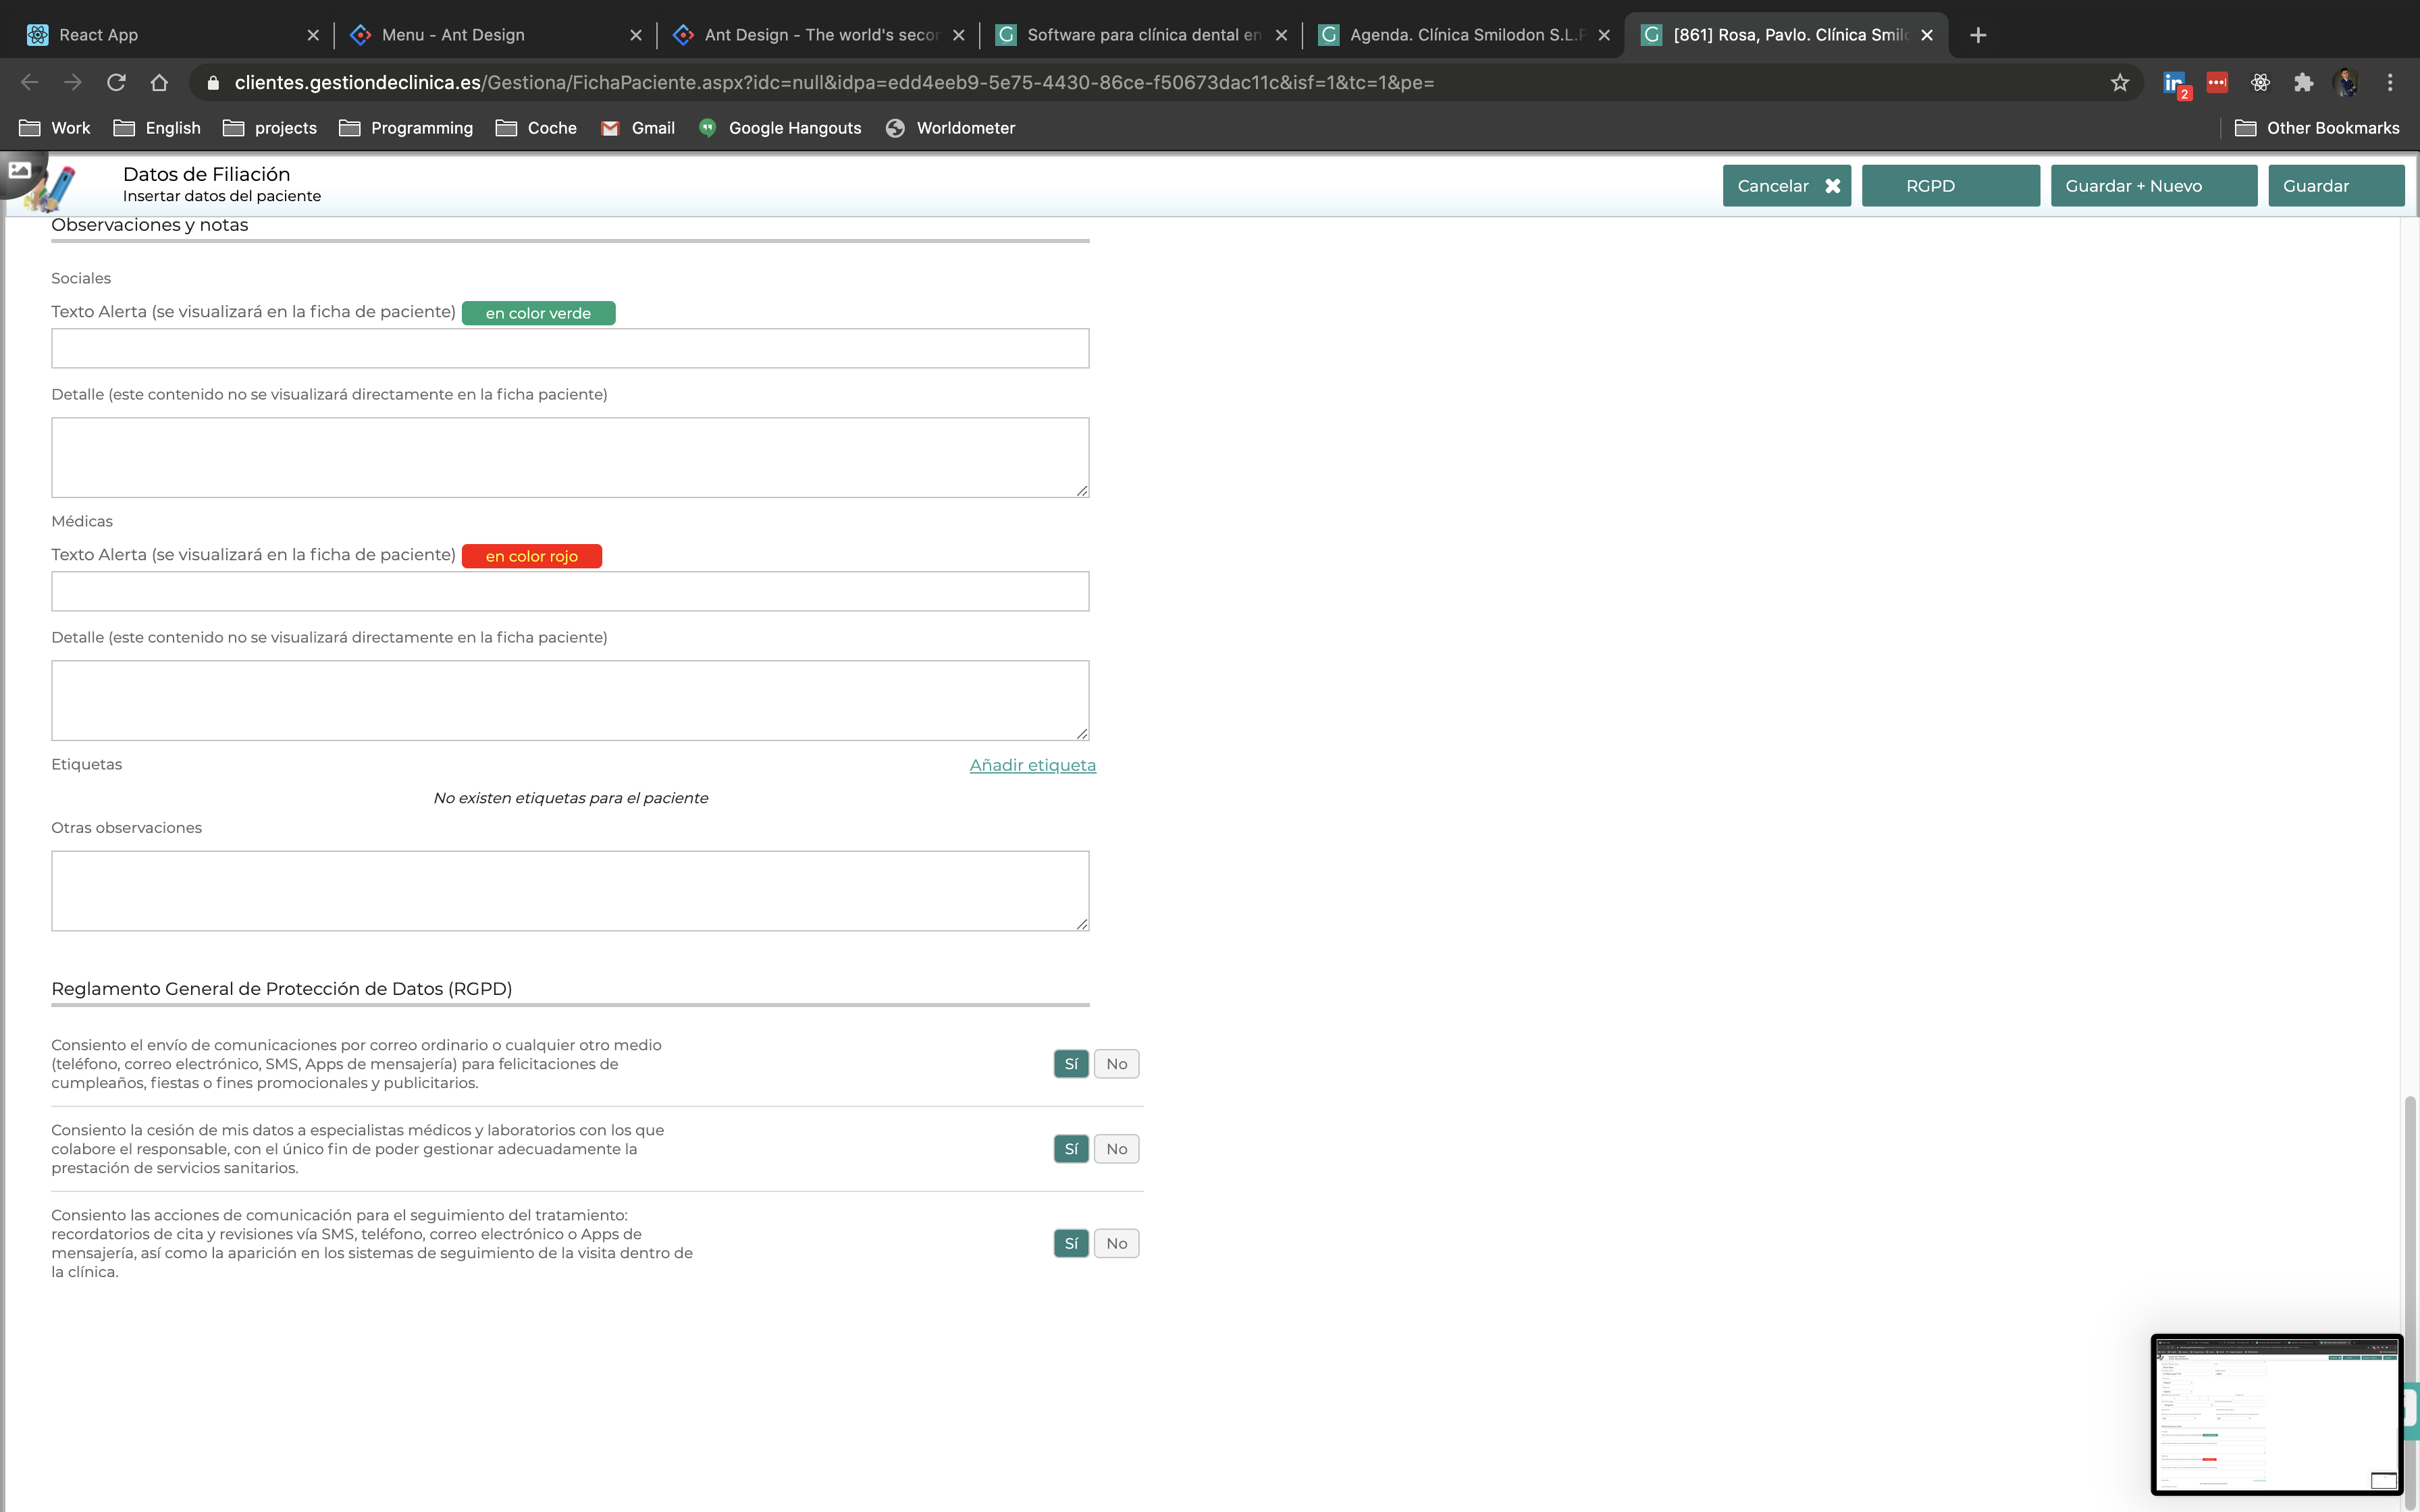 React App
Menu - Ant Design
Ant Design - The world's secon
Software para clínica dental en
Agenda. Clínica Smilodon S.L.P
[861] Rosa, Pavlo. Clínica Smilo
clientes.gestiondeclinica.es/Gestiona/FichaPaciente.aspx?idc=null&idpa=edd4eeb9-5e75-4430-86ce-f50673dac11c&isf=1&tc=1&pe=
in 2
Work
English
projects
Programming
Coche
Gmail
Google Hangouts
Worldometer
Other Bookmarks
Datos de Filiación
Insertar datos del paciente
Cancelar
RGPD
Guardar + Nuevo
Guardar
Observaciones y notas
Sociales
Texto Alerta (se visualizará en la ficha de paciente) en color verde
Detalle (este contenido no se visualizará directamente en la ficha paciente)
Médicas
Texto Alerta (se visualizará en la ficha de paciente) en color rojo
Detalle (este contenido no se visualizará directamente en la ficha paciente)
Etiquetas
Añadir etiqueta
No existen etiquetas para el paciente
Otras observaciones
Reglamento General de Protección de Datos (RGPD)
Consiento el envío de comunicaciones por correo ordinario o cualquier otro medio
(teléfono, correo electrónico, SMS, Apps de mensajería) para felicitaciones de
cumpleaños, fiestas o fines promocionales y publicitarios.
Sí No
Consiento la cesión de mis datos a especialistas médicos y laboratorios con los que
colabore el responsable, con el único fin de poder gestionar adecuadamente la
prestación de servicios sanitarios.
Sí No
Consiento las acciones de comunicación para el seguimiento del tratamiento:
recordatorios de cita y revisiones vía SMS, teléfono, correo electrónico o Apps de
mensajería, así como la aparición en los sistemas de seguimiento de la visita dentro de
la clínica.
Sí No